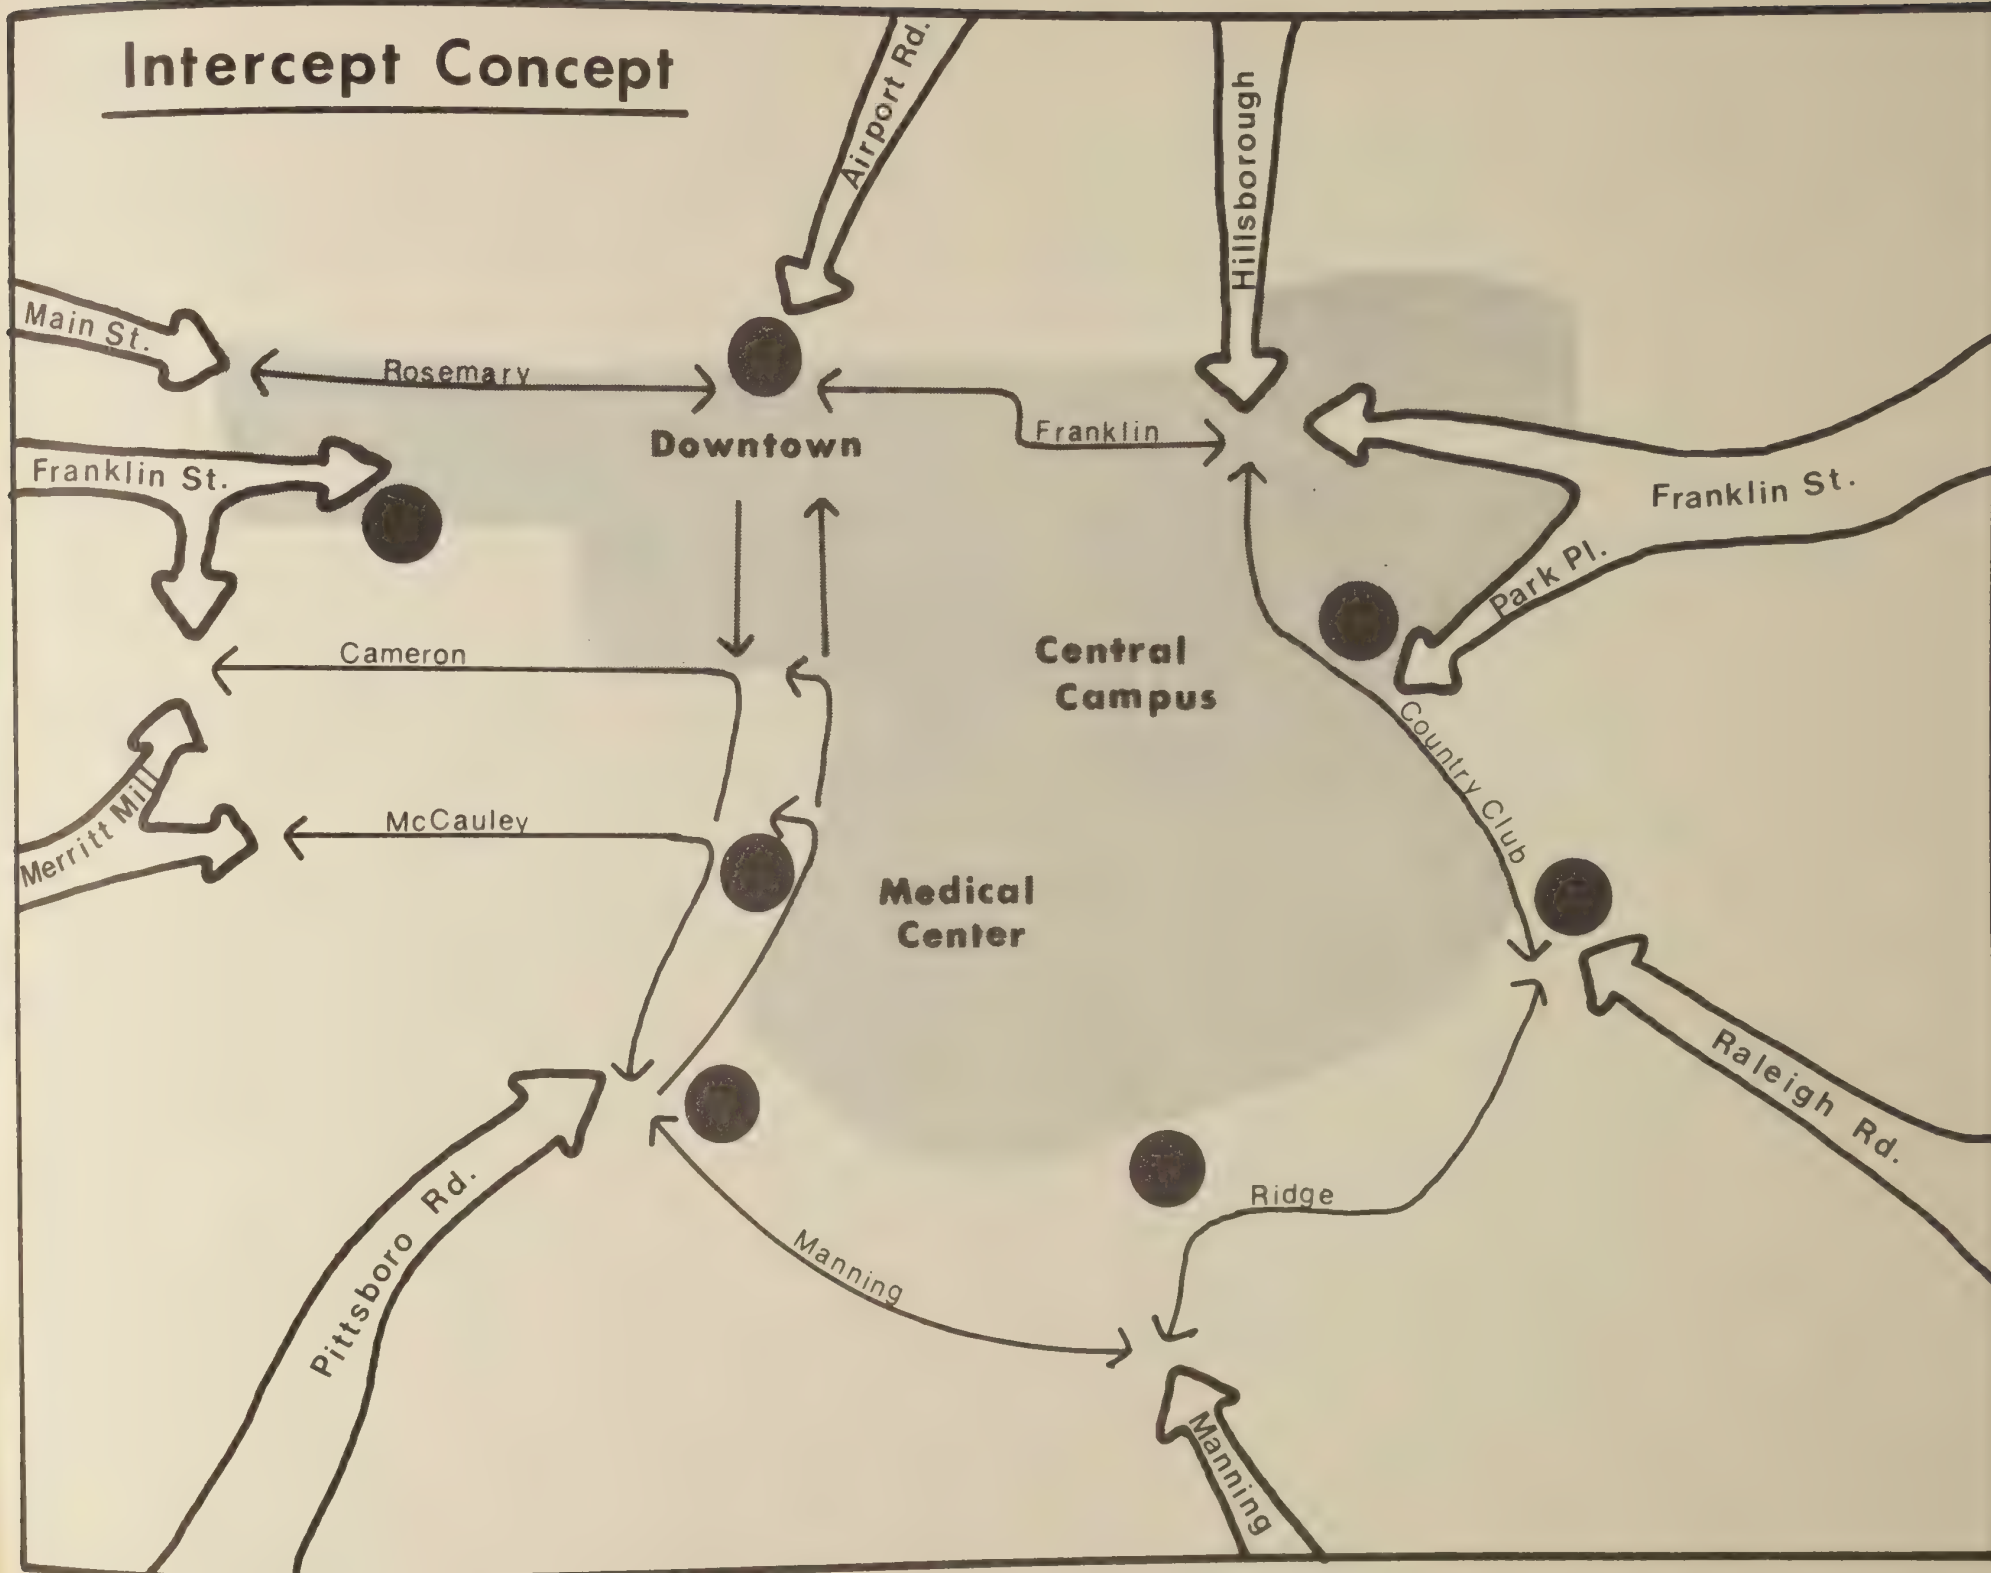 Intercept Concept
Airport Rd.
Hillsborough
Main St.
Rosemary
Downtown
Franklin
Franklin St.
Franklin St.
Park Pl.
Cameron
Central
Campus
Country Club
Merritt Mill
McCauley
Medical
Center
Raleigh Rd.
Pittsboro Rd.
Ridge
Manning
Manning